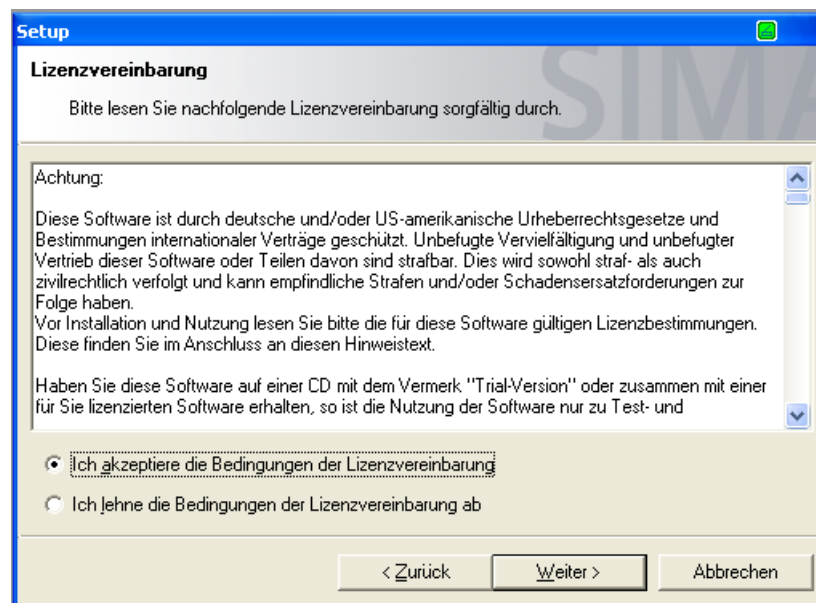 Setup
SIMA
Lizenzvereinbarung
Bitte lesen Sie nachfolgende Lizenzvereinbarung sorgfältig durch.
Achtung:
Diese Software ist durch deutsche und/oder US-amerikanische Urheberrechtsgesetze und
Bestimmungen internationaler Verträge geschützt. Unbefugte Vervielfältigung und unbefugter
Vertrieb dieser Software oder Teilen davon sind strafbar. Dies wird sowohl straf- als auch
zivilrechtlich verfolgt und kann empfindliche Strafen und/oder Schadensersatzforderungen zur
Folge haben.
Vor Installation und Nutzung lesen Sie bitte die für diese Software gültigen Lizenzbestimmungen.
Diese finden Sie im Anschluss an diesen Hinweistext.
Haben Sie diese Software auf einer CD mit dem Vermerk "Trial-Version" oder zusammen mit einer
für Sie lizenzierten Software erhalten, so ist die Nutzung der Software nur zu Test- und
Ich akzeptiere die Bedingungen der Lizenzvereinbarung
Ich lehne die Bedingungen der Lizenzvereinbarung ab
< Zurück
Weiter >
Abbrechen